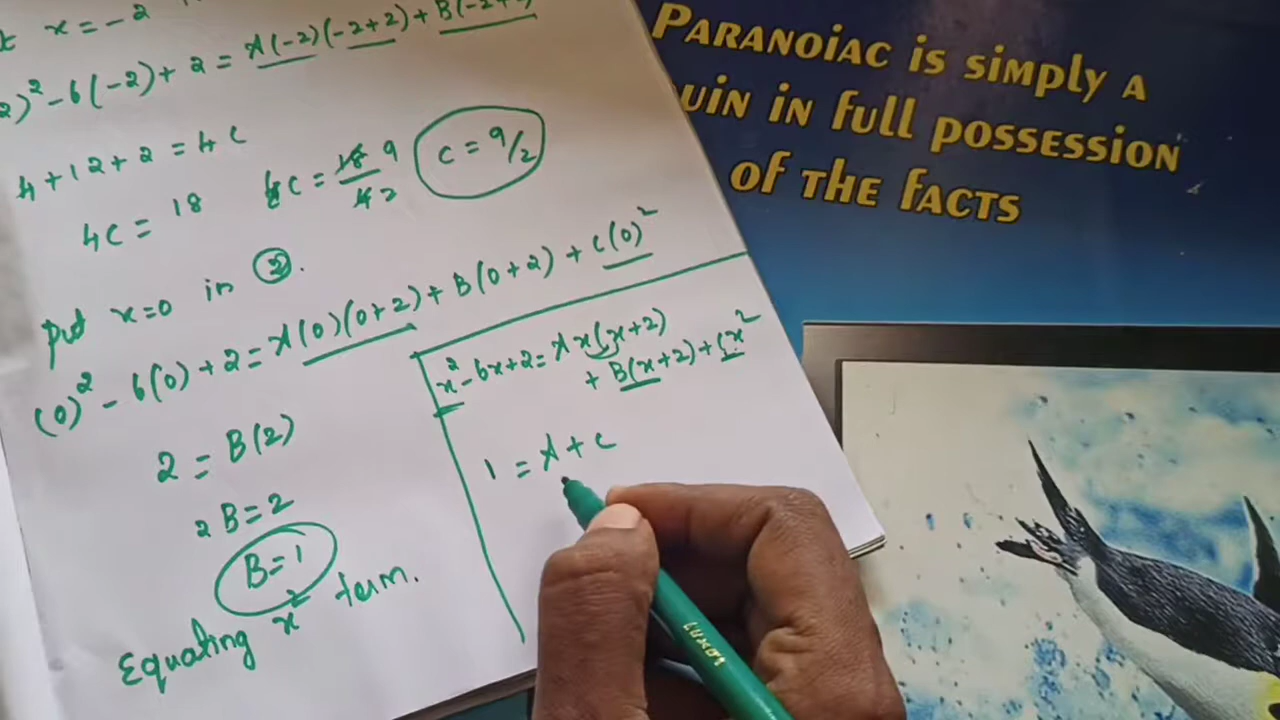 x = -2
2)² - 6(-2) + 2 = A(-2)(-2+2) + B(-2+2)
4 + 12 + 2 = 4C
4C = 18
C = 18/4 9/2
C = 9/2
put x=0 in ②.
(0)² - 6(0) + 2 = A(0)(0+2) + B(0+2) + C(0)²
2 = B(2)
2B = 2
B = 1
Equating x² term.
x² - 6x + 2 = Ax(x+2)
+ B(x+2) + Cx²
1 = A + C
LUXOR
PARANOIAC IS SIMPLY A
UIN IN FULL POSSESSION
OF THE FACTS